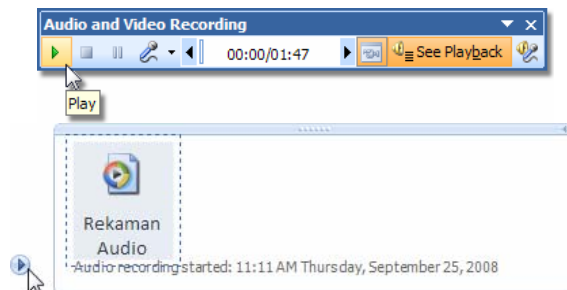 Audio and Video Recording
00:00/01:47
See Playback
Play
Rekaman
Audio
Audio recording started: 11:11 AM Thursday, September 25, 2008